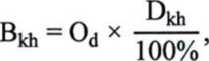 B_kh = O_d × D_kh / 100%,